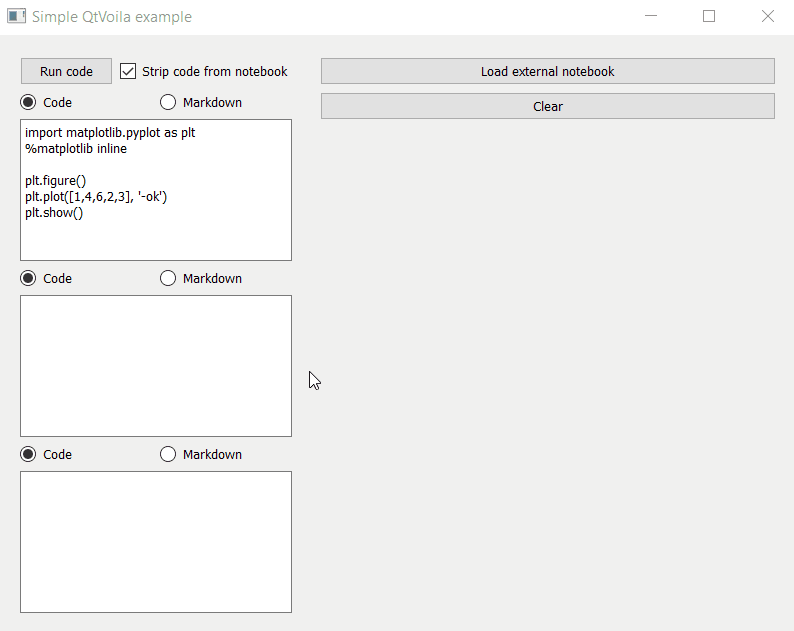 Simple QtVoila example
Run code
Strip code from notebook
Load external notebook
Code
Markdown
Clear
import matplotlib.pyplot as plt
%matplotlib inline
plt.figure()
plt.plot([1,4,6,2,3], '-ok')
plt.show()
Code
Markdown
Code
Markdown